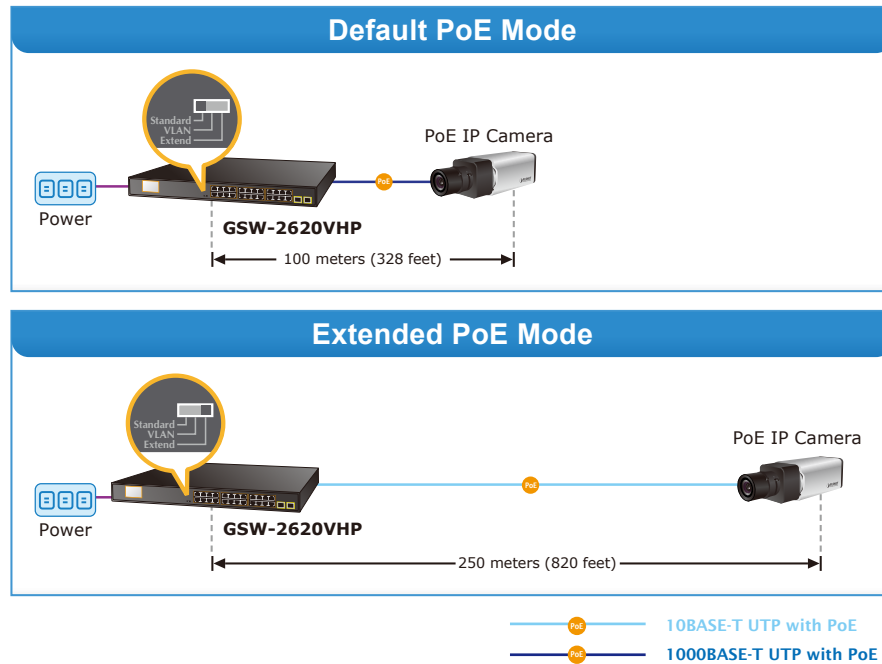 Default PoE Mode
Standard
VLAN
Extend
PoE IP Camera
PoE
Power
GSW-2620VHP
100 meters (328 feet)
Extended PoE Mode
Standard
VLAN
Extend
PoE IP Camera
PoE
Power
GSW-2620VHP
250 meters (820 feet)
PoE 10BASE-T UTP with PoE
PoE 1000BASE-T UTP with PoE